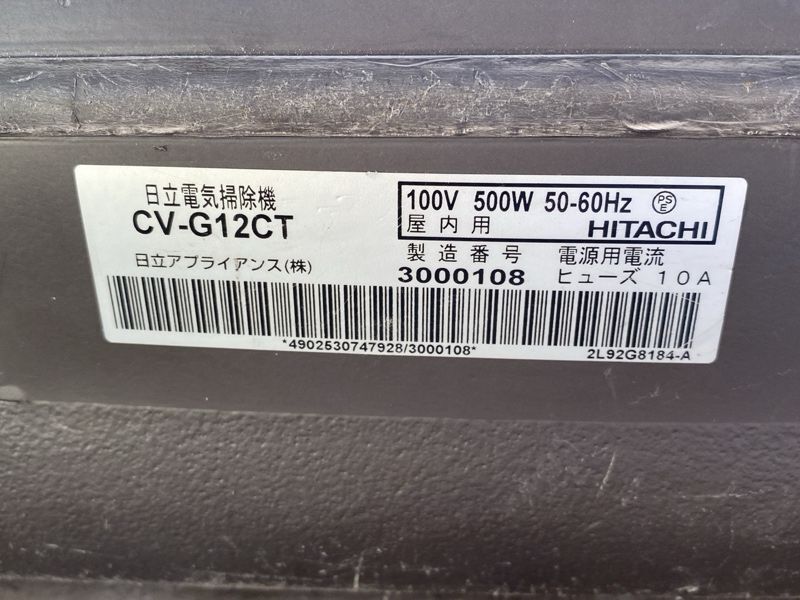 日立電気掃除機
CV-G12CT
日立アプライアンス(株)
100V 500W 50-60Hz PSE
屋内用 HITACHI
製造番号 電源用電流
3000108 ヒューズ 10A
*4902530747928/3000108*
2L92G8184-A